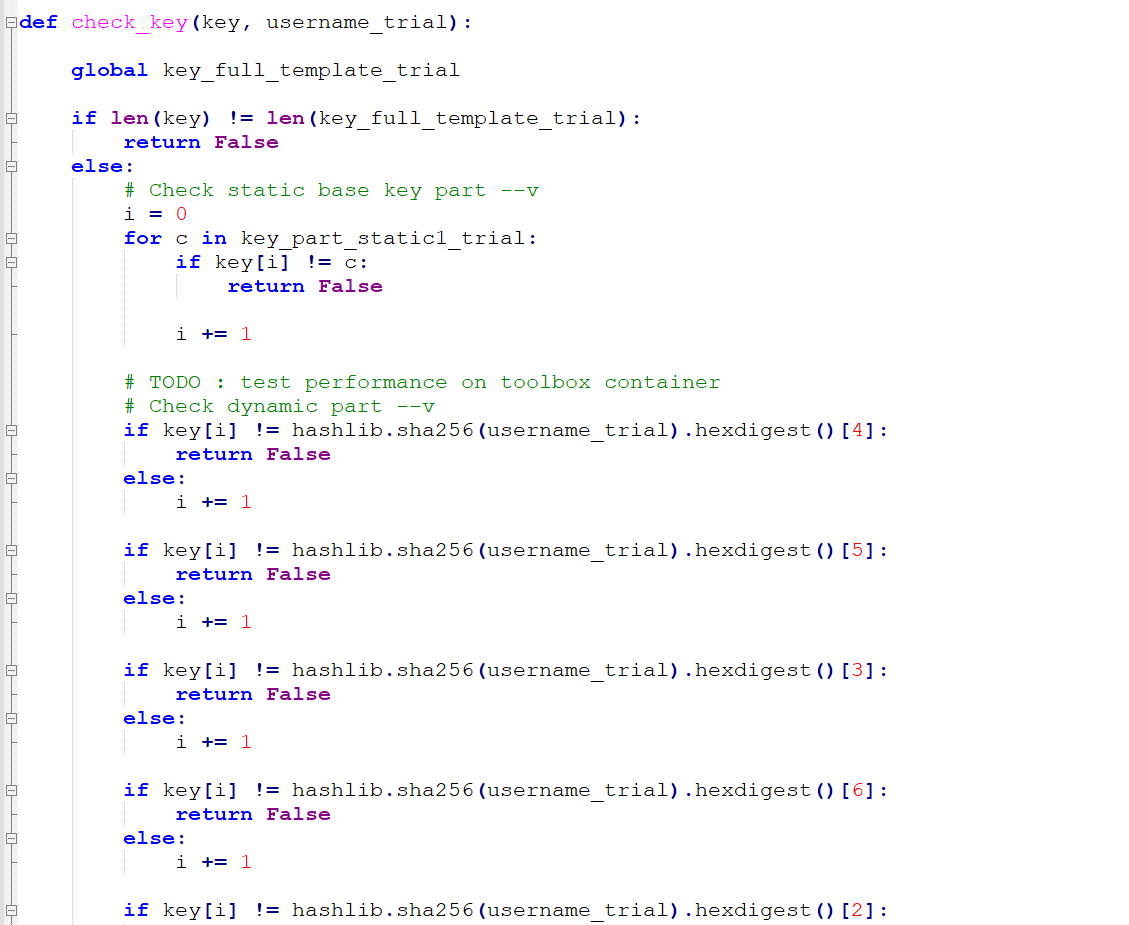 def check_key(key, username_trial):
global key_full_template_trial
if len(key) != len(key_full_template_trial):
return False
else:
# Check static base key part --v
i = 0
for c in key_part_static1_trial:
if key[i] != c:
return False
i += 1
# TODO : test performance on toolbox container
# Check dynamic part --v
if key[i] != hashlib.sha256(username_trial).hexdigest()[4]:
return False
else:
i += 1
if key[i] != hashlib.sha256(username_trial).hexdigest()[5]:
return False
else:
i += 1
if key[i] != hashlib.sha256(username_trial).hexdigest()[3]:
return False
else:
i += 1
if key[i] != hashlib.sha256(username_trial).hexdigest()[6]:
return False
else:
i += 1
if key[i] != hashlib.sha256(username_trial).hexdigest()[2]: